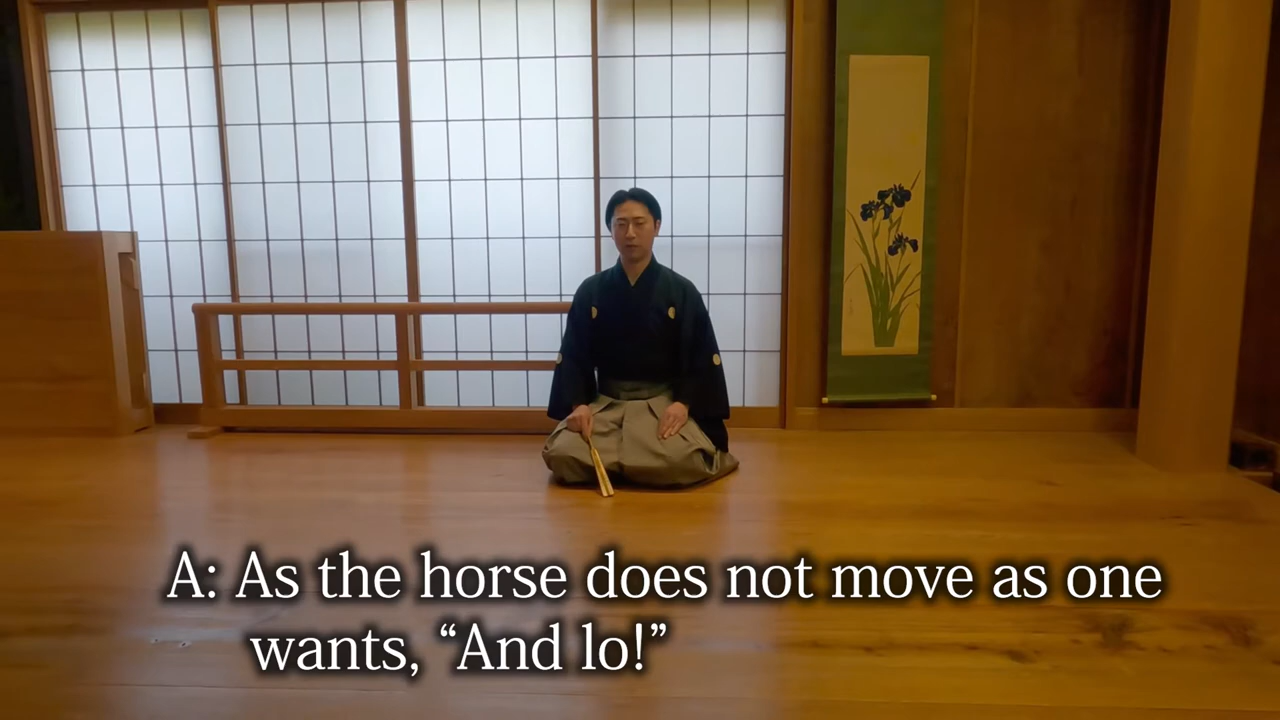 A: As the horse does not move as one
wants, “And lo!”